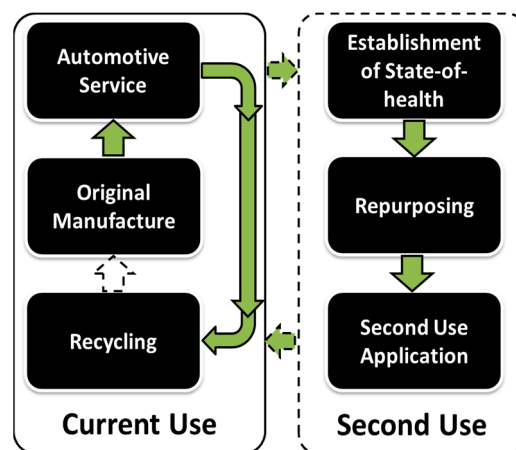 Automotive
Service
Original
Manufacture
Recycling
Current Use
Establishment
of State-of-
health
Repurposing
Second Use
Application
Second Use